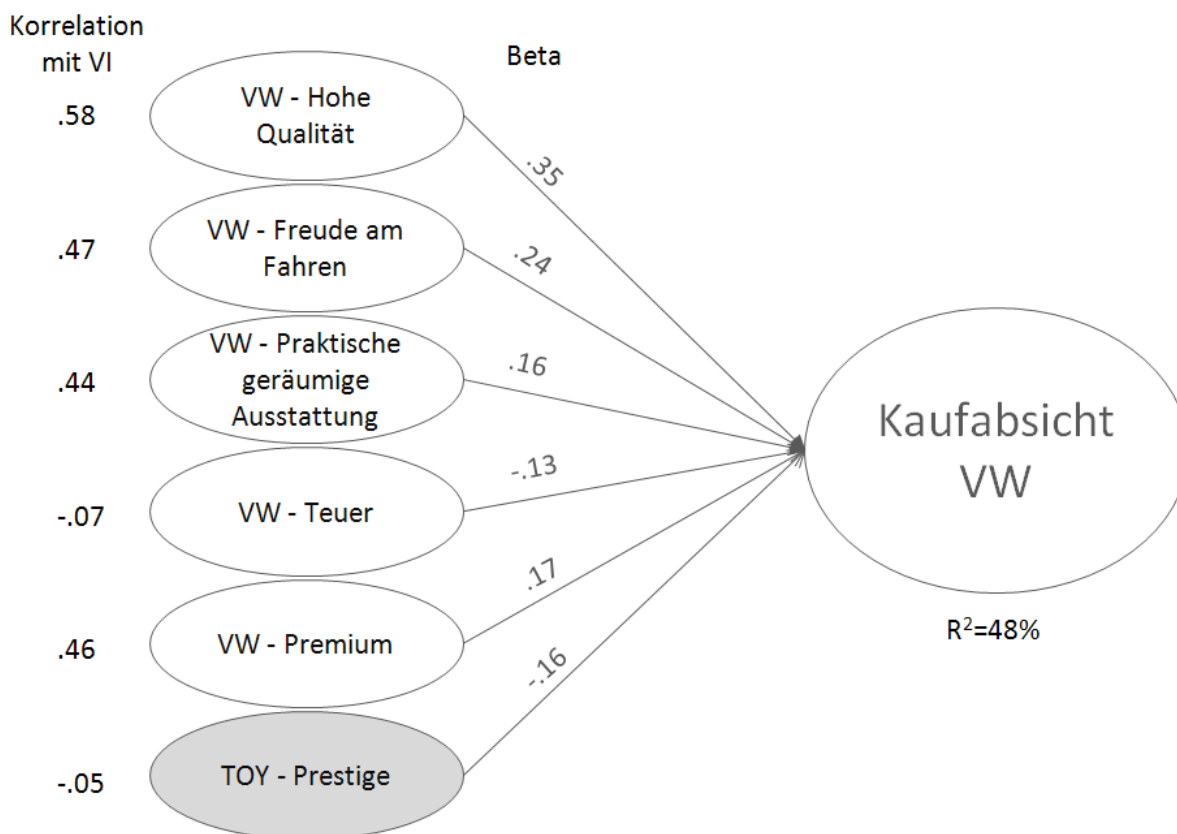 Korrelation
mit VI
Beta
.58
VW - Hohe
Qualität
.35
.47
VW - Freude am
Fahren
.24
.44
VW - Praktische
geräumige
Ausstattung
.16
-.07
VW - Teuer
-.13
.46
VW - Premium
.17
-.05
TOY - Prestige
-.16
Kaufabsicht
VW
R²=48%